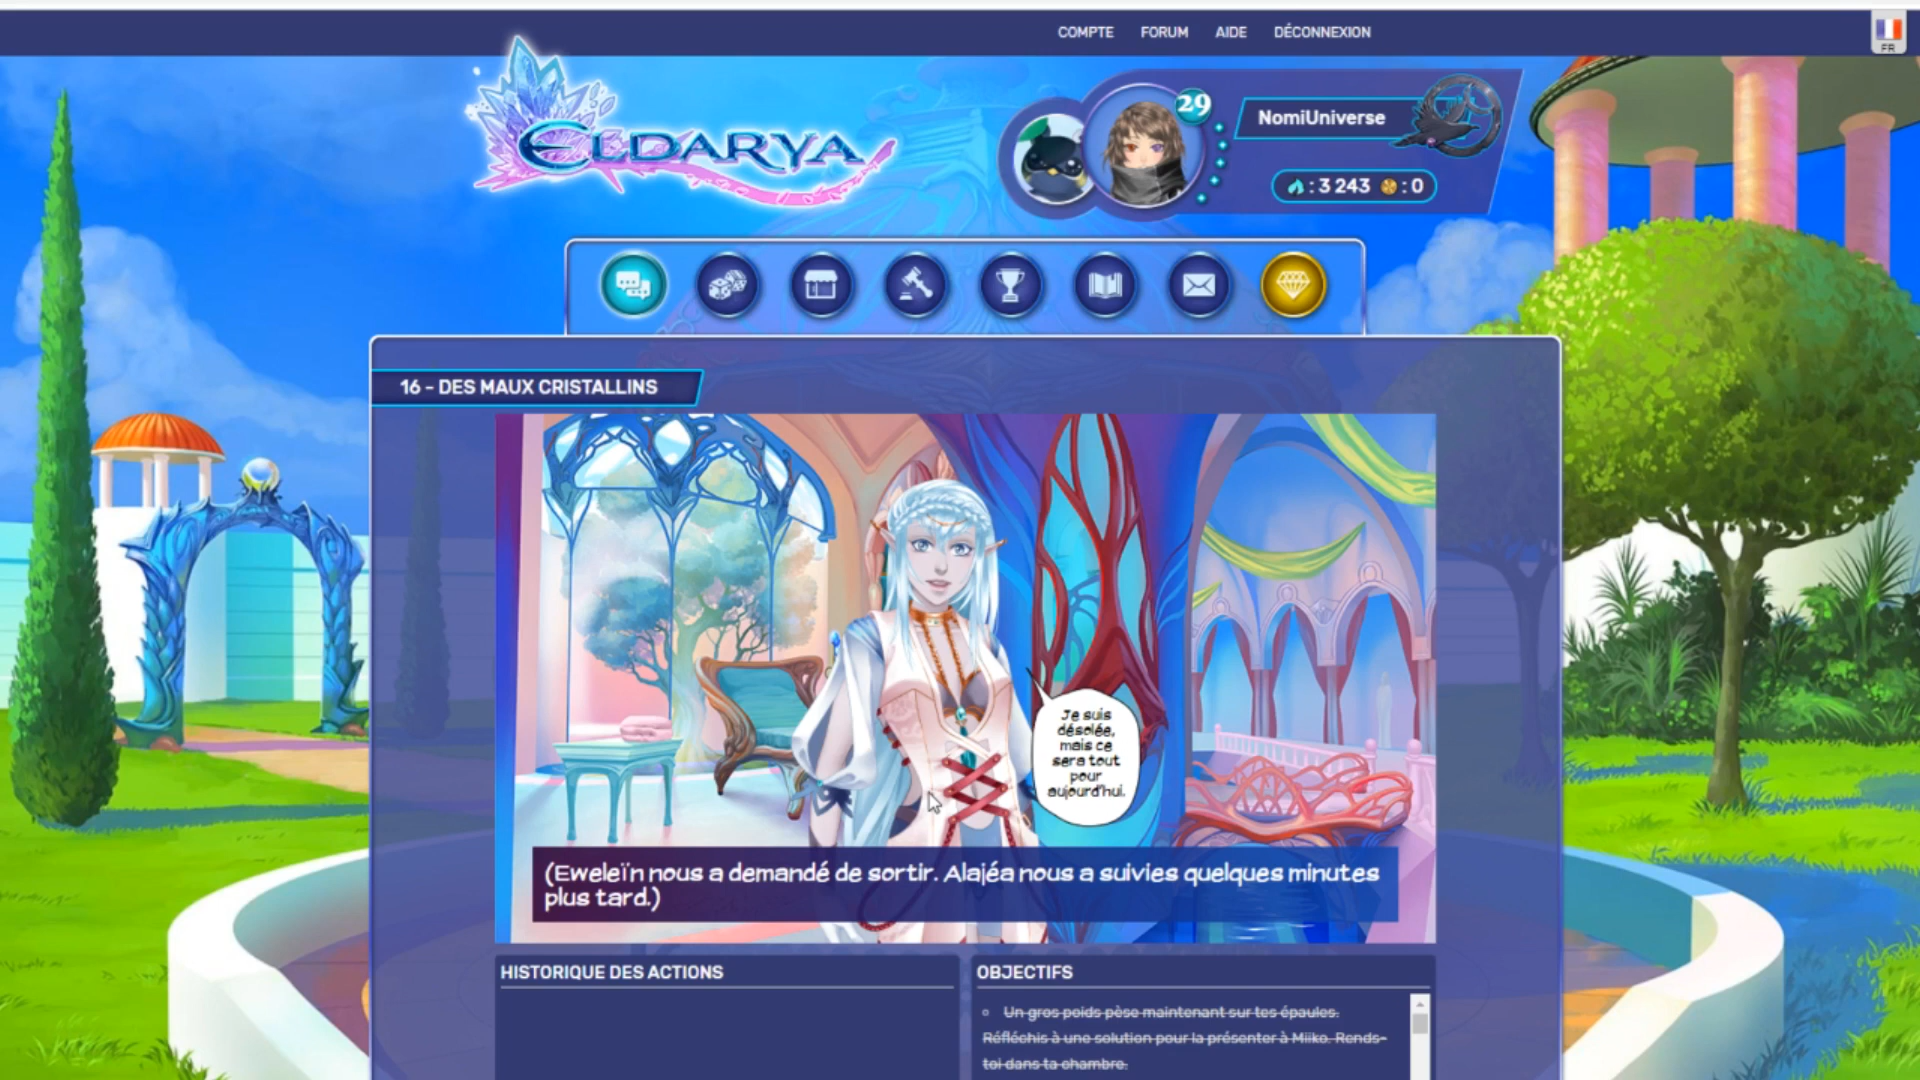 COMPTE FORUM AIDE DÉCONNEXION
FR
ELDARYA
29
NomiUniverse
: 3 243 : 0
16 - DES MAUX CRISTALLINS
Je suis
désolée,
mais ce
sera tout
pour
aujourd'hui.
(Eweleïn nous a demandé de sortir. Alajéa nous a suivies quelques minutes
plus tard.)
HISTORIQUE DES ACTIONS
OBJECTIFS
Un gros poids pèse maintenant sur tes épaules.
Réfléchis à une solution pour la présenter à Miiko. Rends-
toi dans ta chambre.